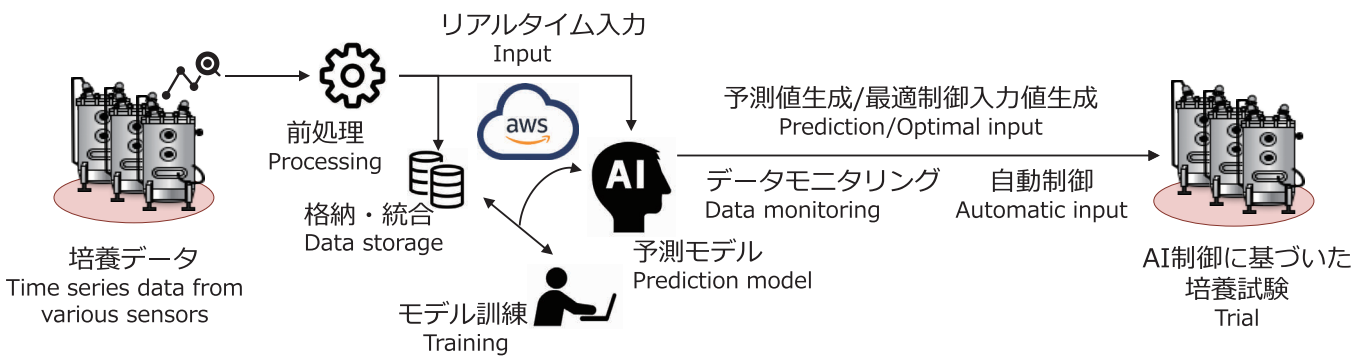 リアルタイム入力
Input
前処理
Processing
aws
格納・統合
Data storage
AI
予測値生成/最適制御入力値生成
Prediction/Optimal input
データモニタリング
Data monitoring
自動制御
Automatic input
培養データ
Time series data from
various sensors
予測モデル
Prediction model
モデル訓練
Training
AI制御に基づいた
培養試験
Trial